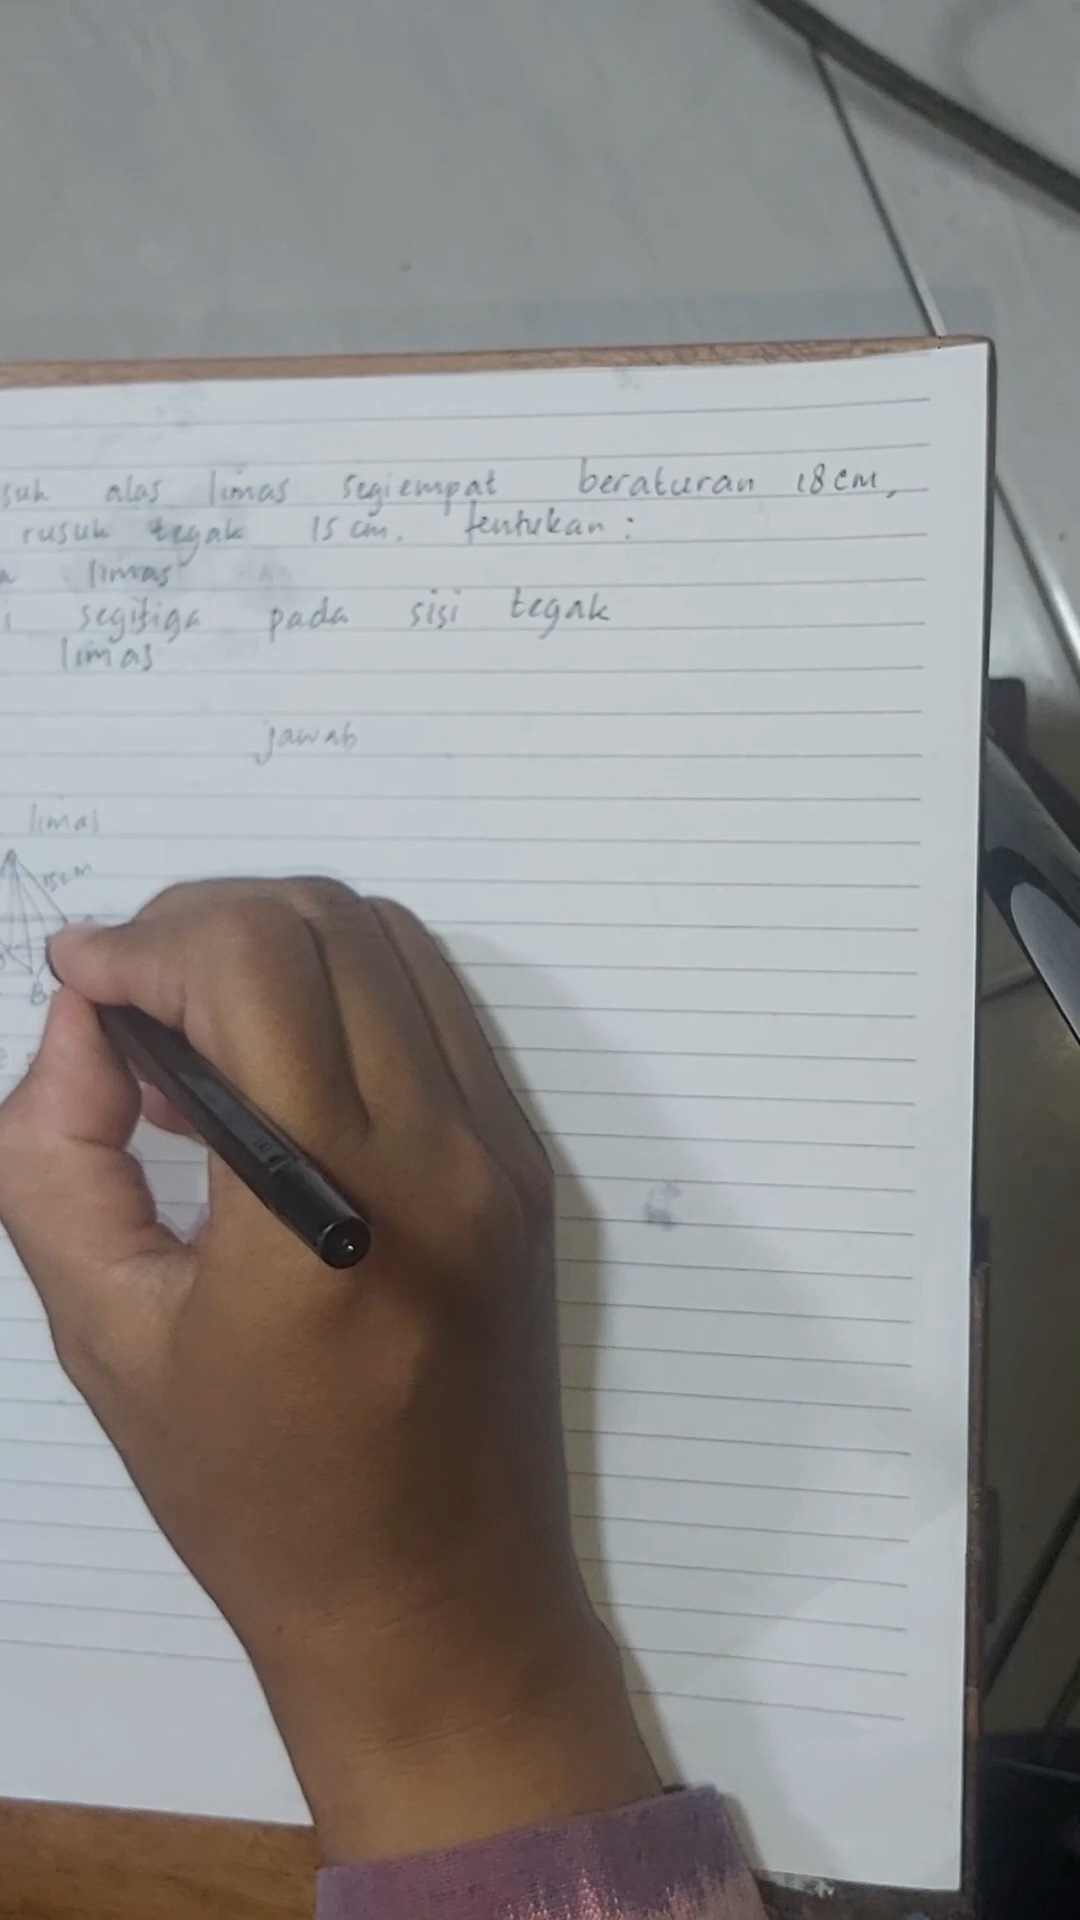 suk alas limas segiempat beraturan 18 cm,
rusuk tegak 15 cm. tentukan :
a limas
i segitiga pada sisi tegak
limas
jawab
limas
15cm
B